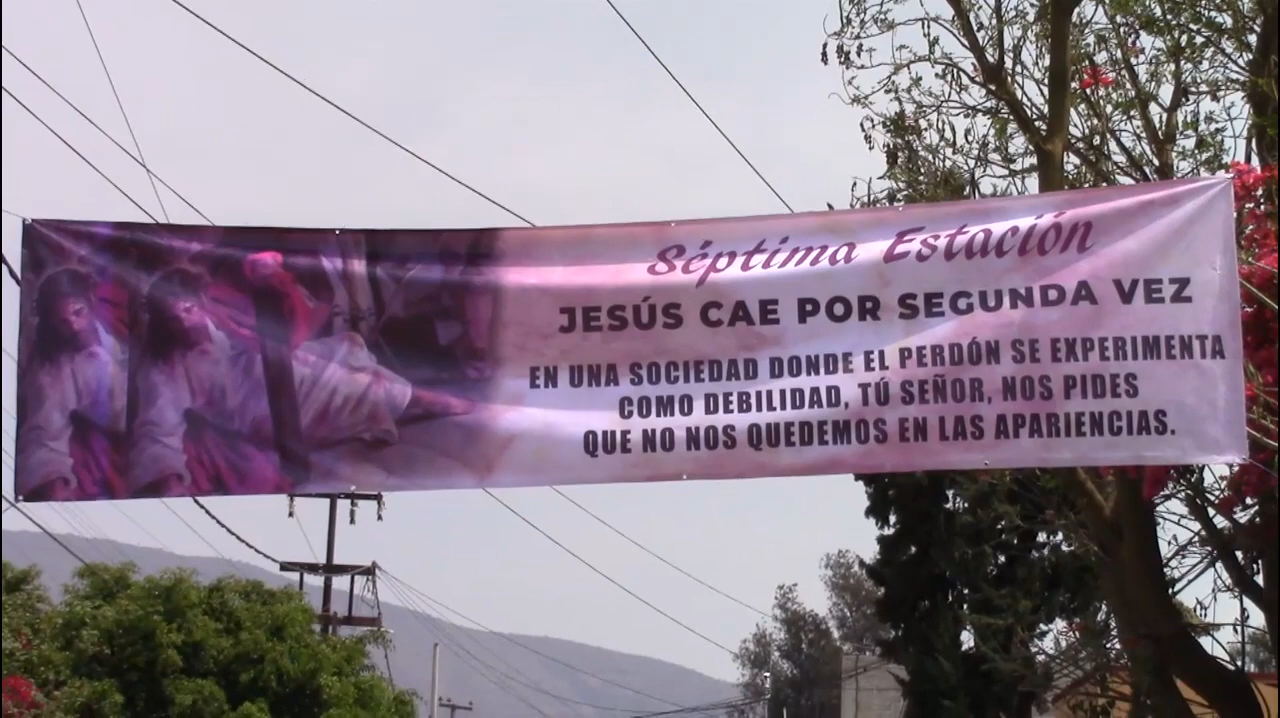 Séptima Estación
JESÚS CAE POR SEGUNDA VEZ
EN UNA SOCIEDAD DONDE EL PERDÓN SE EXPERIMENTA
COMO DEBILIDAD, TÚ SEÑOR, NOS PIDES
QUE NO NOS QUEDEMOS EN LAS APARIENCIAS.